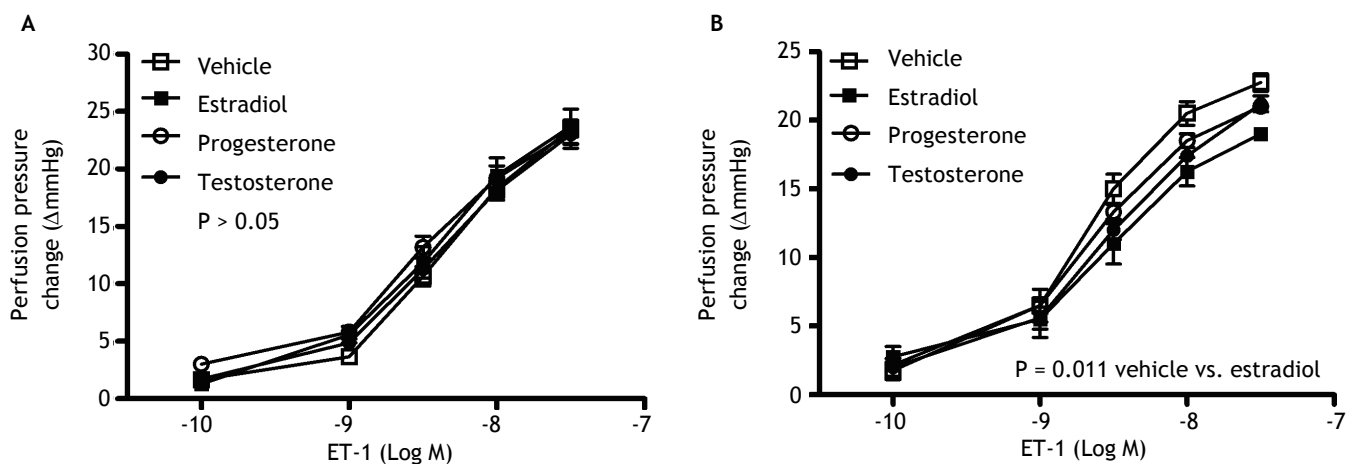 A
30
25
20
15
10
5
0
Vehicle
Estradiol
Progesterone
Testosterone
P > 0.05
Perfusion pressure
change (ΔmmHg)
-10
-9
-8
-7
ET-1 (Log M)
B
25
20
15
10
5
0
Vehicle
Estradiol
Progesterone
Testosterone
P = 0.011 vehicle vs. estradiol
Perfusion pressure
change (ΔmmHg)
-10
-9
-8
-7
ET-1 (Log M)